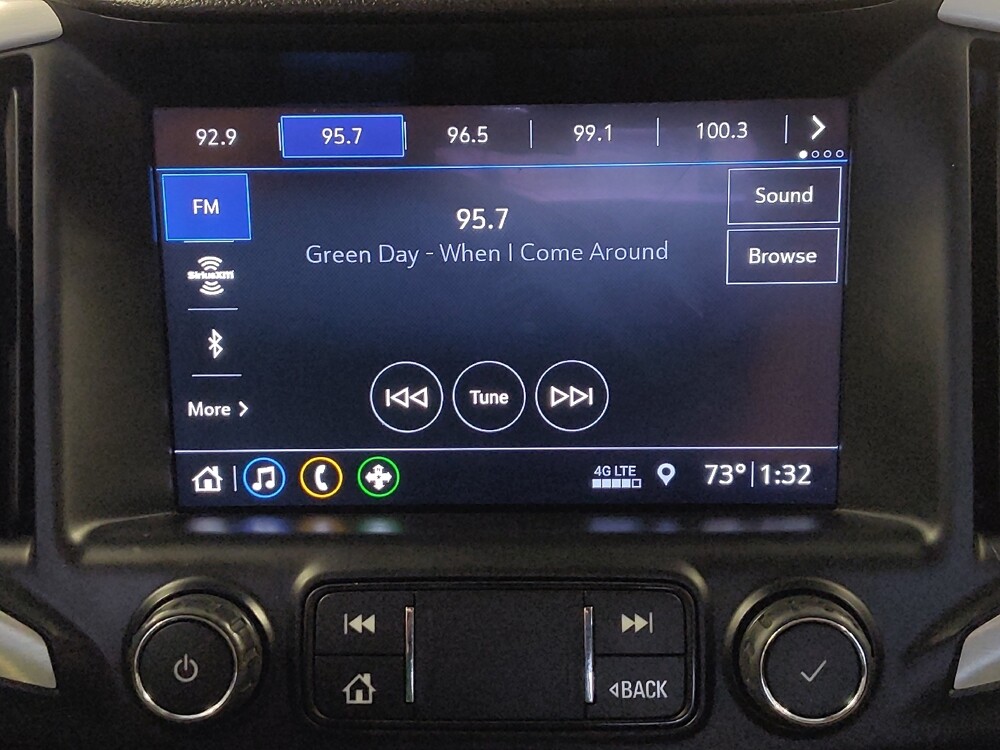 92.9 95.7 96.5 99.1 100.3
FM
SiriusXM
More
95.7
Green Day - When I Come Around
Sound
Browse
Tune
4G LTE
73° 1:32
BACK